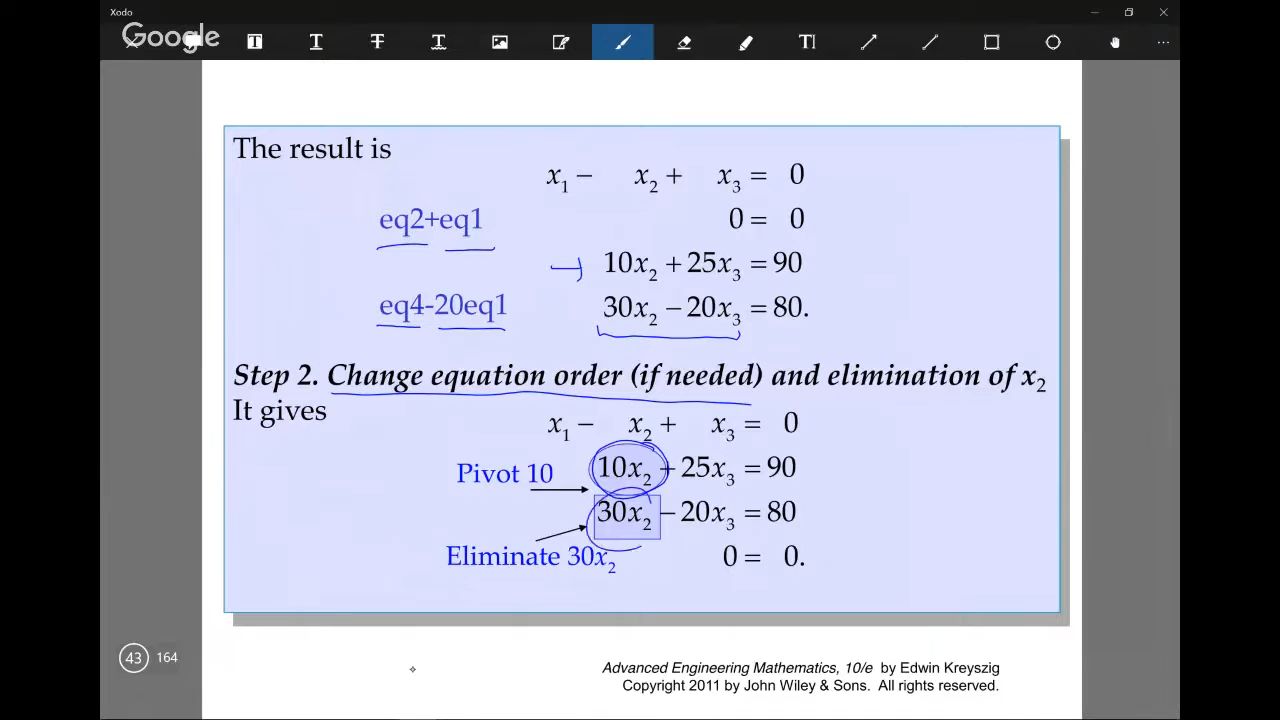 Xodo
Google
The result is
x₁ − x₂ + x₃ = 0
eq2+eq1 0 = 0
10x₂ + 25x₃ = 90
eq4-20eq1 30x₂ − 20x₃ = 80.
Step 2. Change equation order (if needed) and elimination of x₂
It gives
x₁ − x₂ + x₃ = 0
Pivot 10 10x₂ + 25x₃ = 90
30x₂ − 20x₃ = 80
Eliminate 30x₂ 0 = 0.
43 164
Advanced Engineering Mathematics, 10/e by Edwin Kreyszig
Copyright 2011 by John Wiley & Sons. All rights reserved.